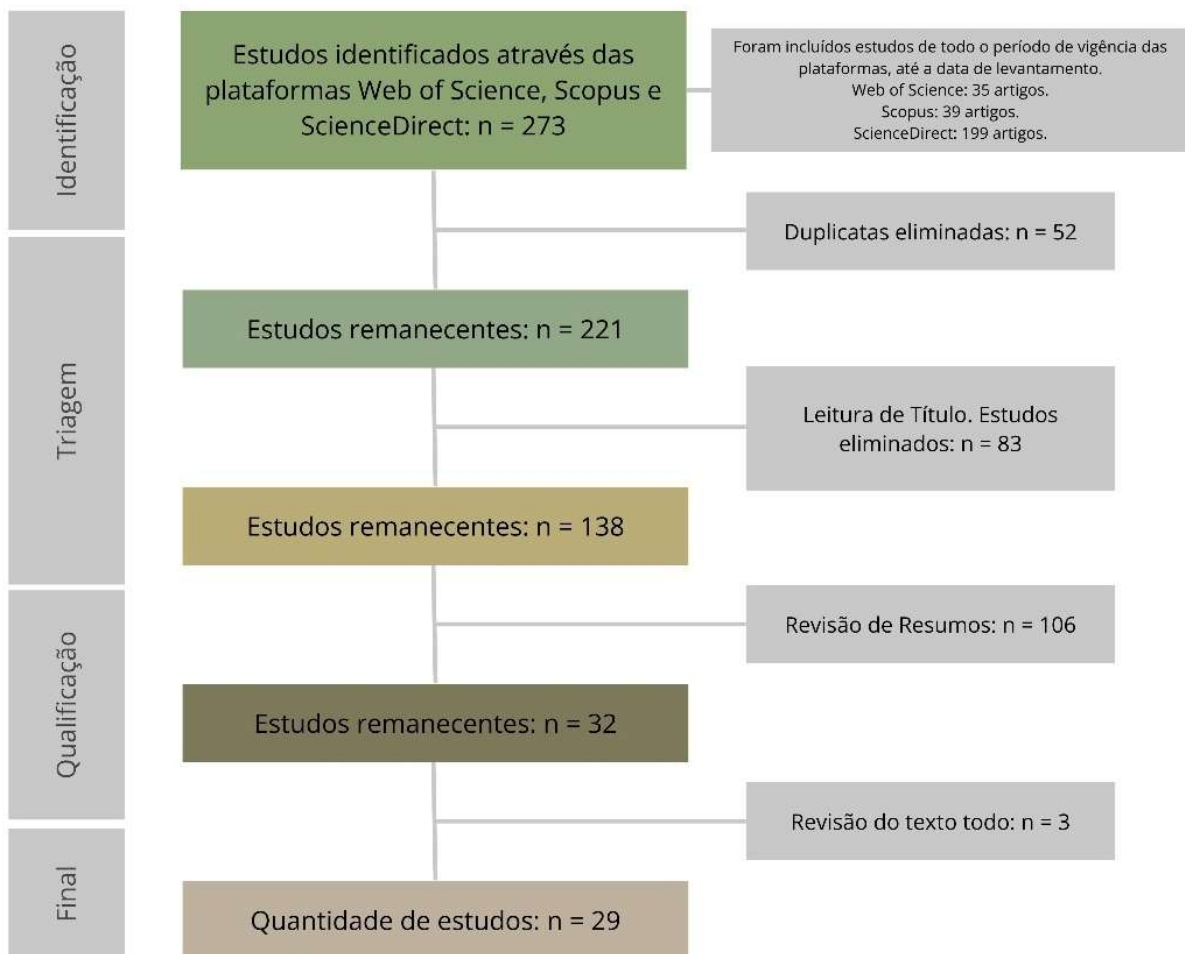 Identificação
Estudos identificados através das
plataformas Web of Science, Scopus e
ScienceDirect: n = 273
Foram incluídos estudos de todo o período de vigência das
plataformas, até a data de levantamento.
Web of Science: 35 artigos.
Scopus: 39 artigos.
ScienceDirect: 199 artigos.
Duplicatas eliminadas: n = 52
Triagem
Estudos remanecentes: n = 221
Leitura de Título. Estudos
eliminados: n = 83
Estudos remanecentes: n = 138
Qualificação
Revisão de Resumos: n = 106
Estudos remanecentes: n = 32
Revisão do texto todo: n = 3
Final
Quantidade de estudos: n = 29